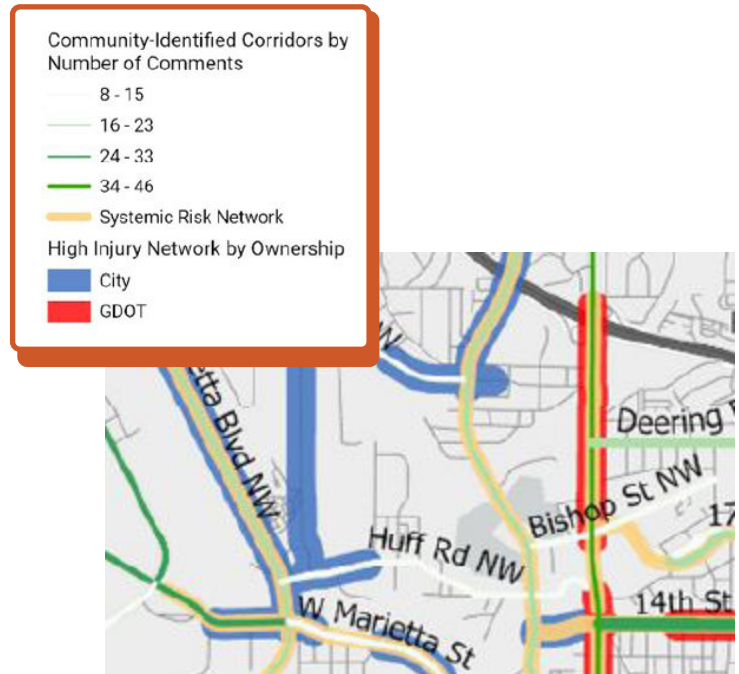 Community-Identified Corridors by
Number of Comments
8 - 15
16 - 23
24 - 33
34 - 46
Systemic Risk Network
High Injury Network by Ownership
City
GDOT
Blvd NW
Deering
Bishop St NW
Huff Rd NW
17
14th St
W Marietta St